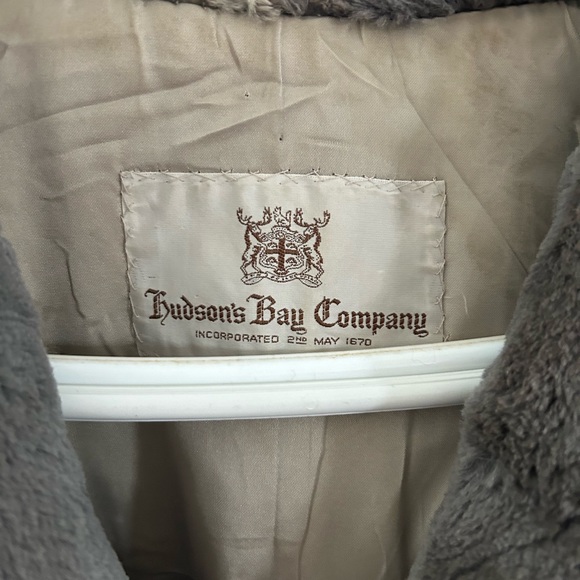 Hudson's Bay Company
INCORPORATED 2ND MAY 1670